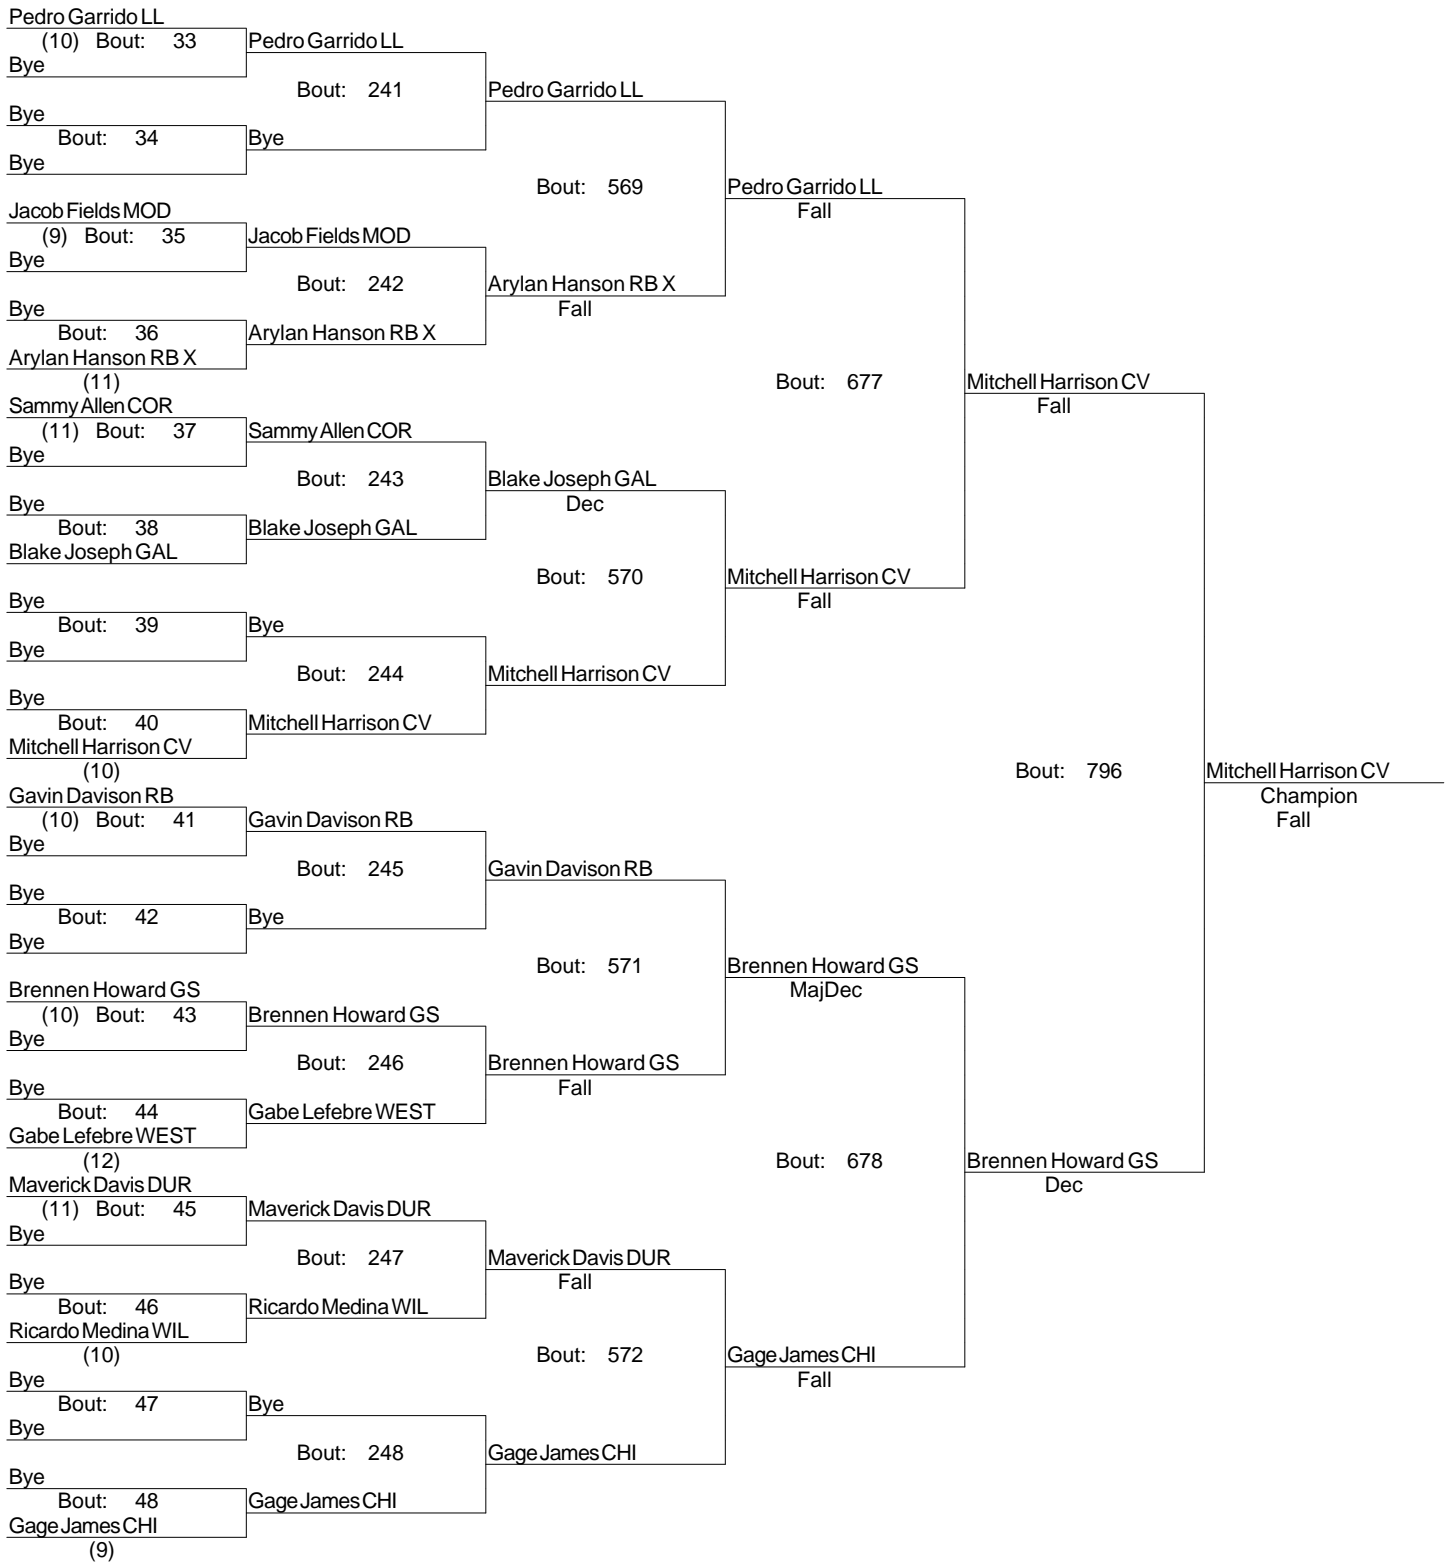 Pedro Garrido LL
(10) Bout: 33 Pedro Garrido LL
Bye
Bout: 241 Pedro Garrido LL
Bye
Bout: 34 Bye
Bye
Bout: 569 Pedro Garrido LL
Jacob Fields MOD Fall
(9) Bout: 35 Jacob Fields MOD
Bye
Bout: 242 Arylan Hanson RB X
Bye Fall
Bout: 36 Arylan Hanson RB X
Arylan Hanson RB X
(11) Bout: 677 Mitchell Harrison CV
Sammy Allen COR Fall
(11) Bout: 37 Sammy Allen COR
Bye
Bout: 243 Blake Joseph GAL
Bye Dec
Bout: 38 Blake Joseph GAL
Blake Joseph GAL
Bout: 570 Mitchell Harrison CV
Bye Fall
Bout: 39 Bye
Bye
Bout: 244 Mitchell Harrison CV
Bye
Bout: 40 Mitchell Harrison CV
Mitchell Harrison CV
(10) Bout: 796 Mitchell Harrison CV
Gavin Davison RB Champion
(10) Bout: 41 Gavin Davison RB Fall
Bye
Bout: 245 Gavin Davison RB
Bye
Bout: 42 Bye
Bye
Bout: 571 Brennen Howard GS
Brennen Howard GS MajDec
(10) Bout: 43 Brennen Howard GS
Bye
Bout: 246 Brennen Howard GS
Bye Fall
Bout: 44 Gabe Lefebre WEST
Gabe Lefebre WEST
(12) Bout: 678 Brennen Howard GS
Maverick Davis DUR Dec
(11) Bout: 45 Maverick Davis DUR
Bye
Bout: 247 Maverick Davis DUR
Bye Fall
Bout: 46 Ricardo Medina WIL
Ricardo Medina WIL
(10) Bout: 572 Gage James CHI
Bye Fall
Bout: 47 Bye
Bye
Bout: 248 Gage James CHI
Bye
Bout: 48 Gage James CHI
Gage James CHI
(9)